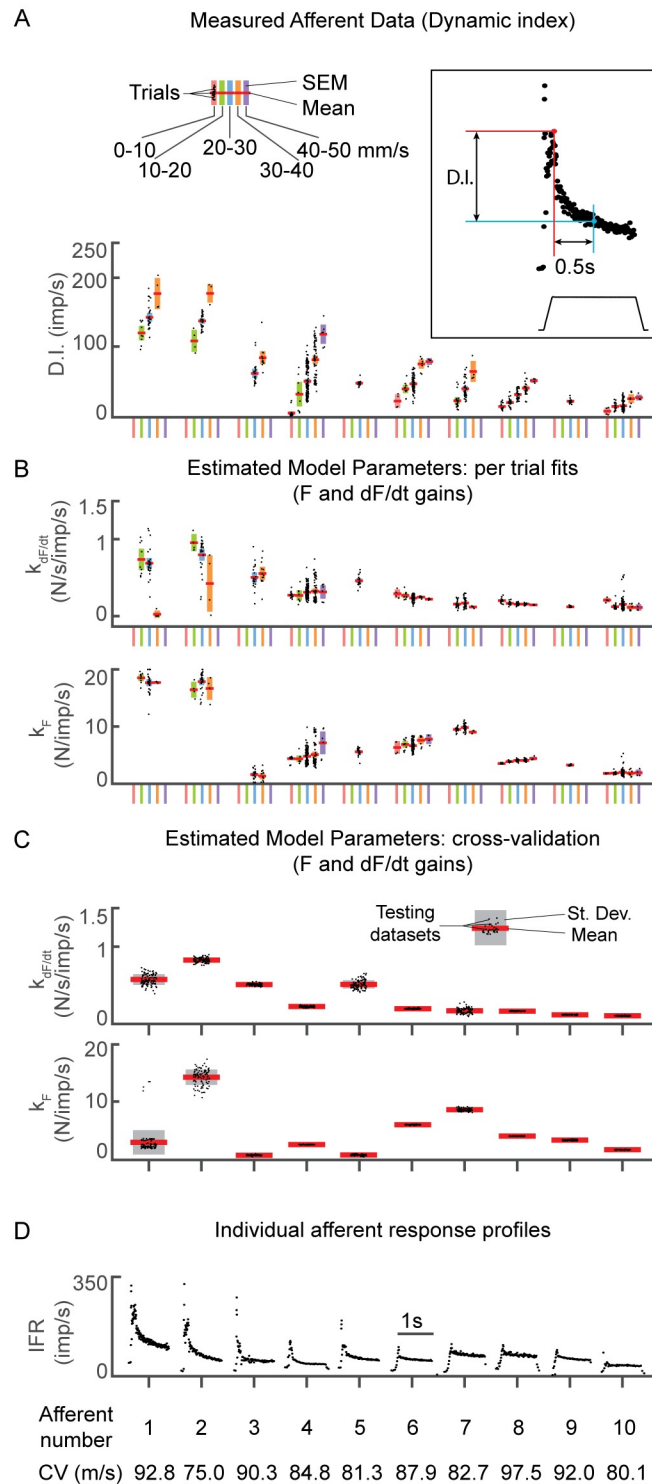 A
Measured Afferent Data (Dynamic index)
Trials
SEM
Mean
0-10
10-20
20-30
30-40
40-50 mm/s
D.I.
0.5s
D.I. (imp/s)
250
200
100
0
B
Estimated Model Parameters: per trial fits
(F and dF/dt gains)
kdF/dt
(N/s/imp/s)
1.5
1
0
kF
(N/imp/s)
20
10
0
C
Estimated Model Parameters: cross-validation
(F and dF/dt gains)
Testing
datasets
St. Dev.
Mean
kdF/dt
(N/s/imp/s)
1.5
1
0
kF
(N/imp/s)
20
10
0
D
Individual afferent response profiles
IFR
(imp/s)
350
0
1s
Afferent
number
1 2 3 4 5 6 7 8 9 10
CV (m/s) 92.8 75.0 90.3 84.8 81.3 87.9 82.7 97.5 92.0 80.1